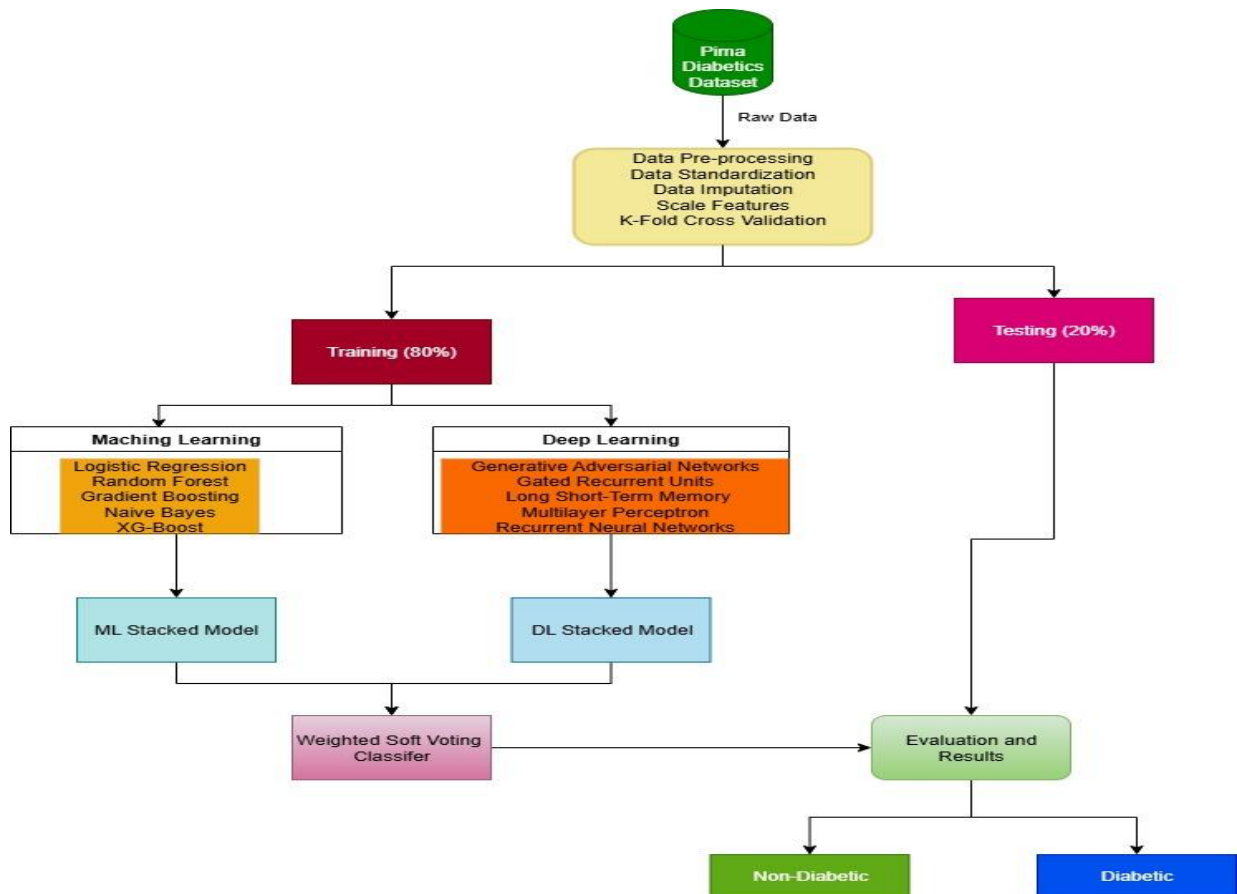 Pima
Diabetics
Dataset
Raw Data
Data Pre-processing
Data Standardization
Data Imputation
Scale Features
K-Fold Cross Validation
Training (80%)
Testing (20%)
Maching Learning
Logistic Regression
Random Forest
Gradient Boosting
Naive Bayes
XG-Boost
Deep Learning
Generative Adversarial Networks
Gated Recurrent Units
Long Short-Term Memory
Multilayer Perceptron
Recurrent Neural Networks
ML Stacked Model
DL Stacked Model
Weighted Soft Voting
Classifer
Evaluation and
Results
Non-Diabetic
Diabetic